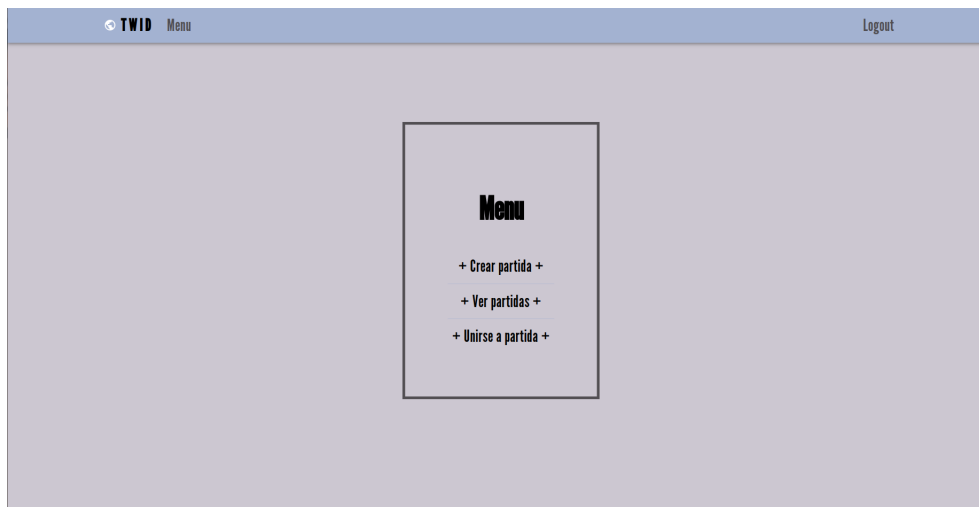 TWID Menu Logout
Menu
+ Crear partida +
+ Ver partidas +
+ Unirse a partida +